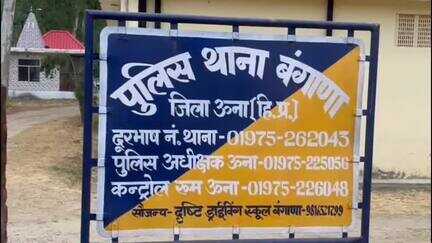 पुलिस थाना बंगाणा
जिला ऊना (हि.प्र.)
दूरभाष नं. थाना-01975-262043
पुलिस अधीक्षक ऊना-01975-225056
कन्ट्रोल रूम ऊना-01975-226048
सौजन्य- दृष्टि ड्राईविंग स्कूल बंगाणा-